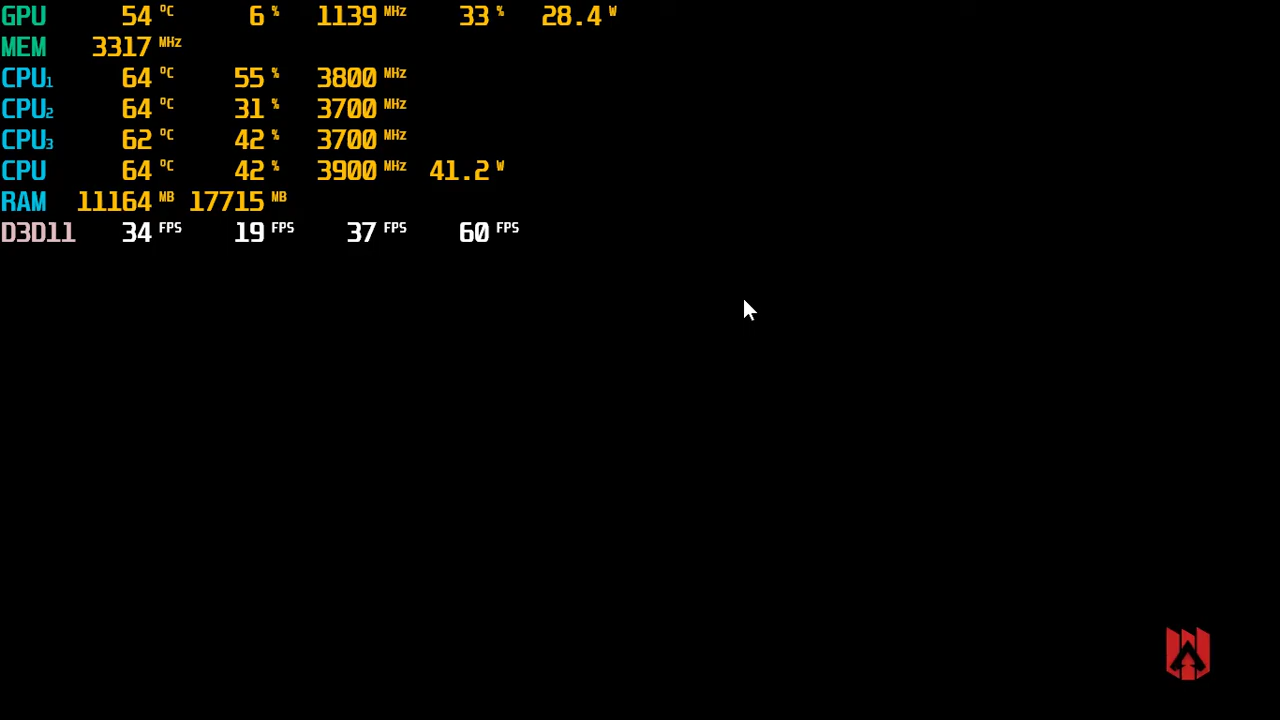 GPU 54 °C 6 % 1139 MHz 33 % 28.4 W
MEM 3317 MHz
CPU1 64 °C 55 % 3800 MHz
CPU2 64 °C 31 % 3700 MHz
CPU3 62 °C 42 % 3700 MHz
CPU 64 °C 42 % 3900 MHz 41.2 W
RAM 11164 MB 17715 MB
D3D11 34 FPS 19 FPS 37 FPS 60 FPS